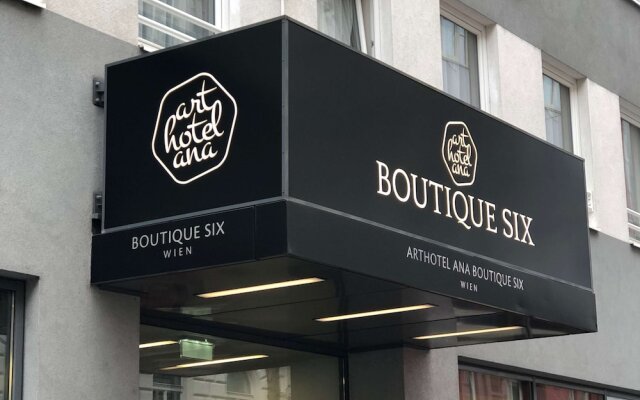 art
hotel
ana
BOUTIQUE SIX
WIEN
art
hotel
ana
BOUTIQUE SIX
ARTHOTEL ANA BOUTIQUE SIX
WIEN